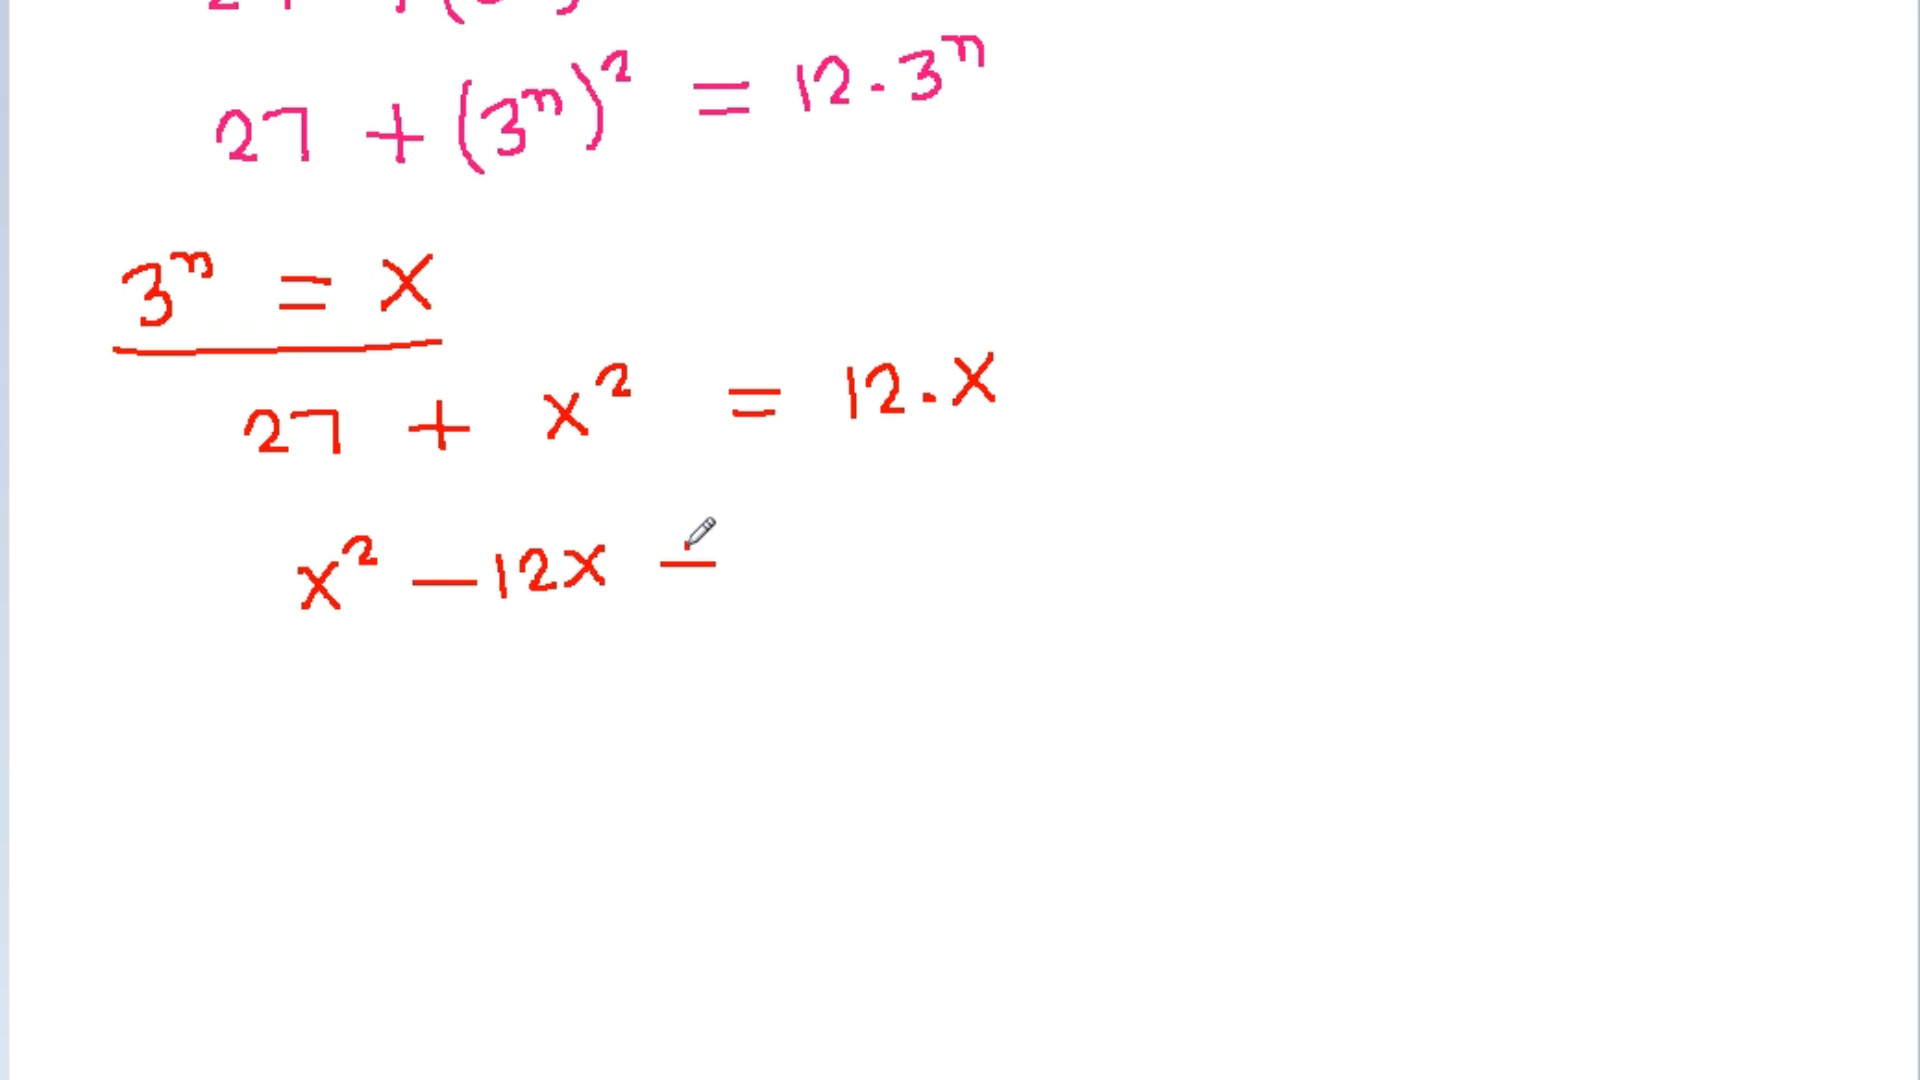 27 + (3ⁿ)² = 12 · 3ⁿ
3ⁿ = x
27 + x² = 12 · x
x² − 12x